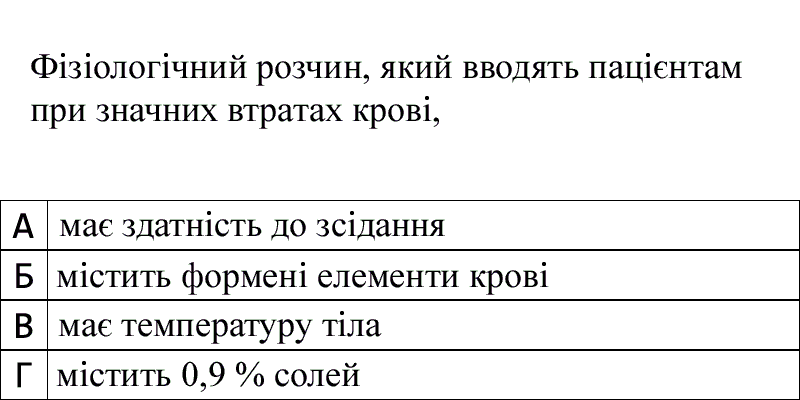 Фізіологічний розчин, який вводять пацієнтам
при значних втратах крові,
А має здатність до зсідання
Б містить формені елементи крові
В має температуру тіла
Г містить 0,9 % солей